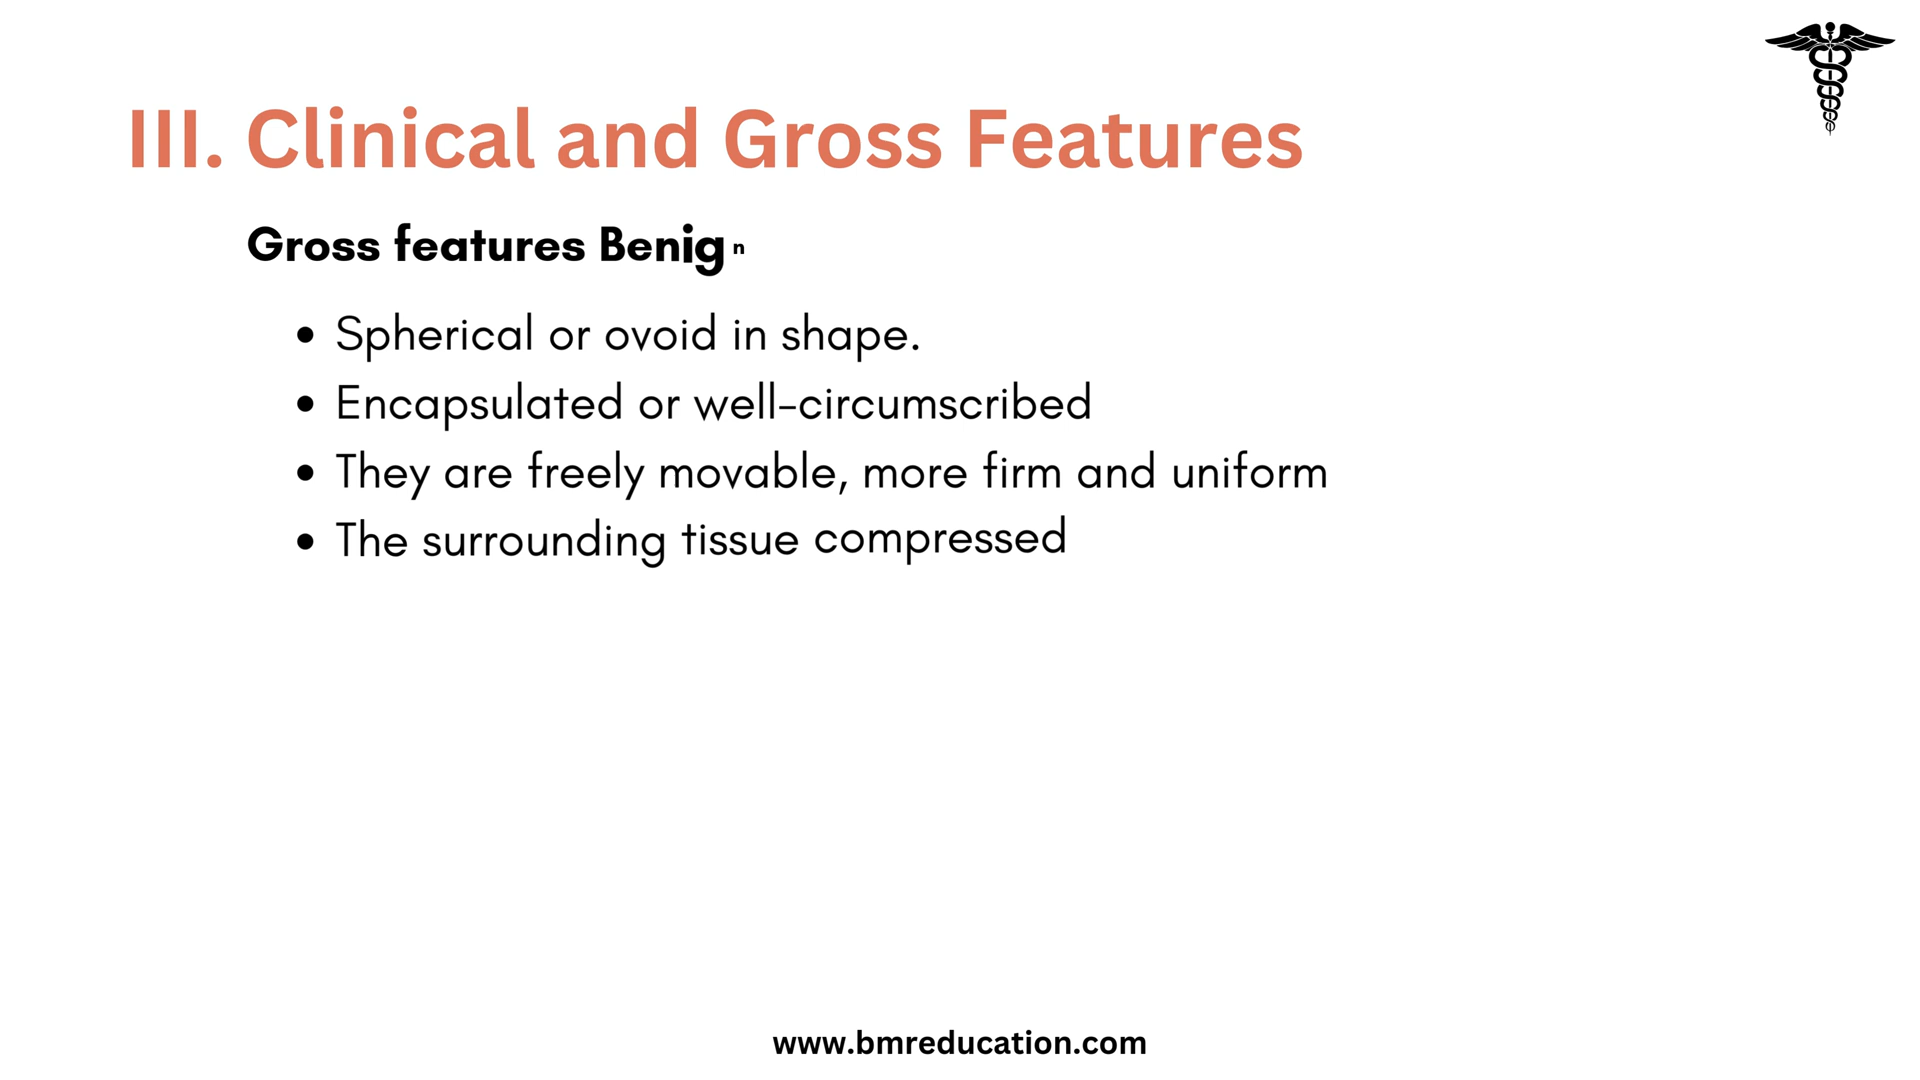 III. Clinical and Gross Features
Gross features Benign
Spherical or ovoid in shape.
Encapsulated or well-circumscribed
They are freely movable, more firm and uniform
The surrounding tissue compressed
www.bmreducation.com